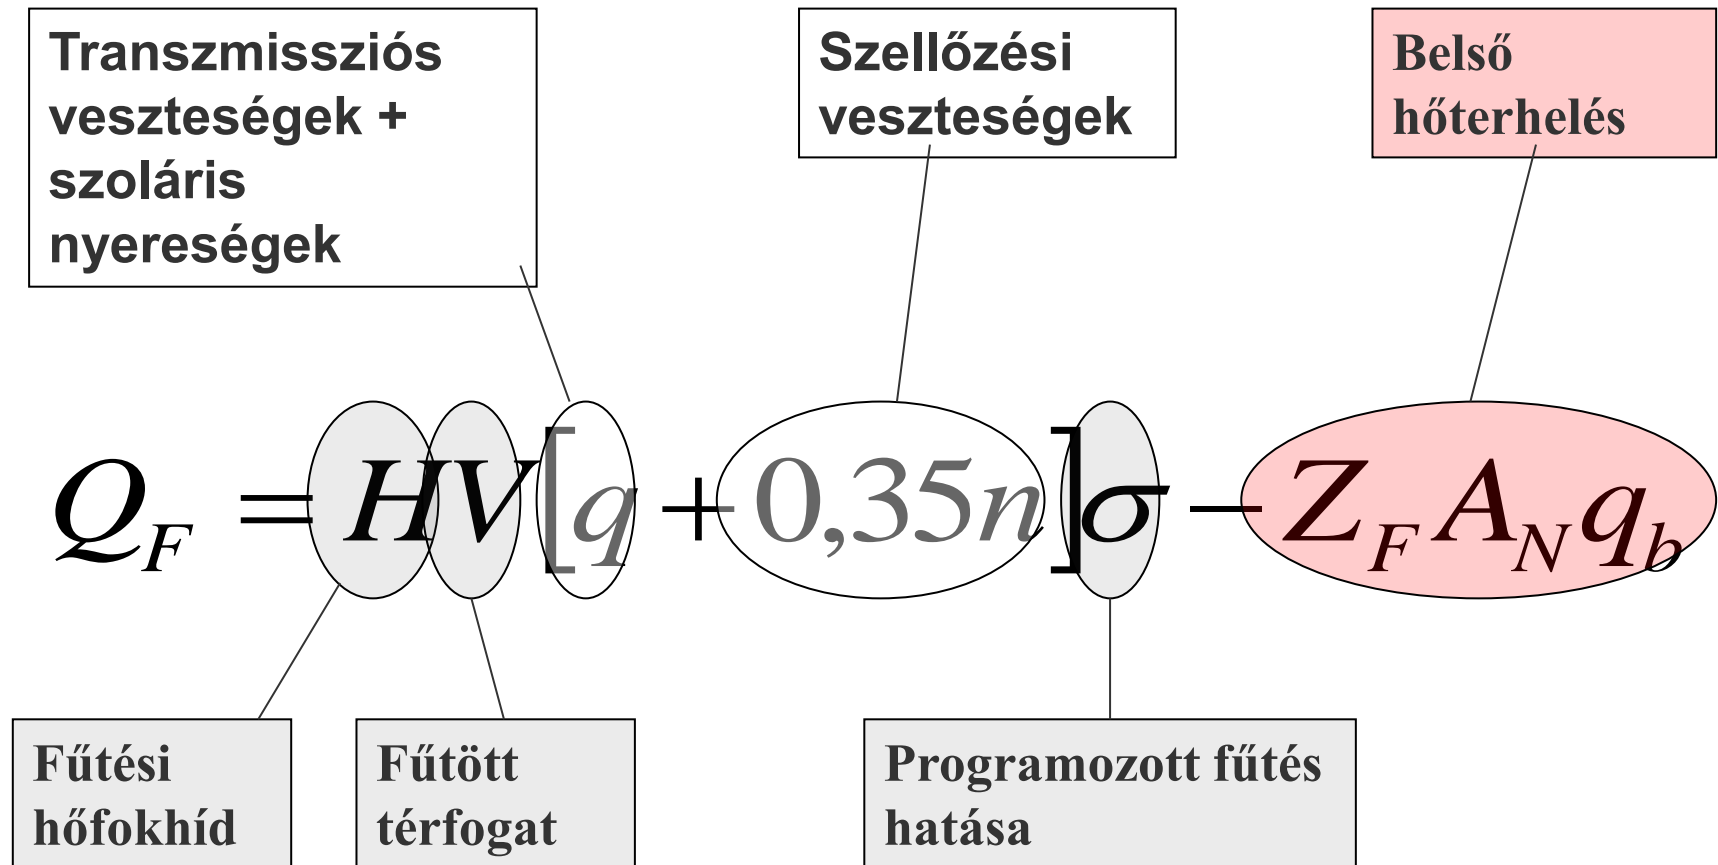 Transzmissziós
veszteségek +
szoláris
nyereségek
Szellőzési
veszteségek
Belső
hőterhelés
Q_F = HV[q + 0,35n]σ − Z_F A_N q_b
Fűtési
hőfokhíd
Fűtött
térfogat
Programozott fűtés
hatása